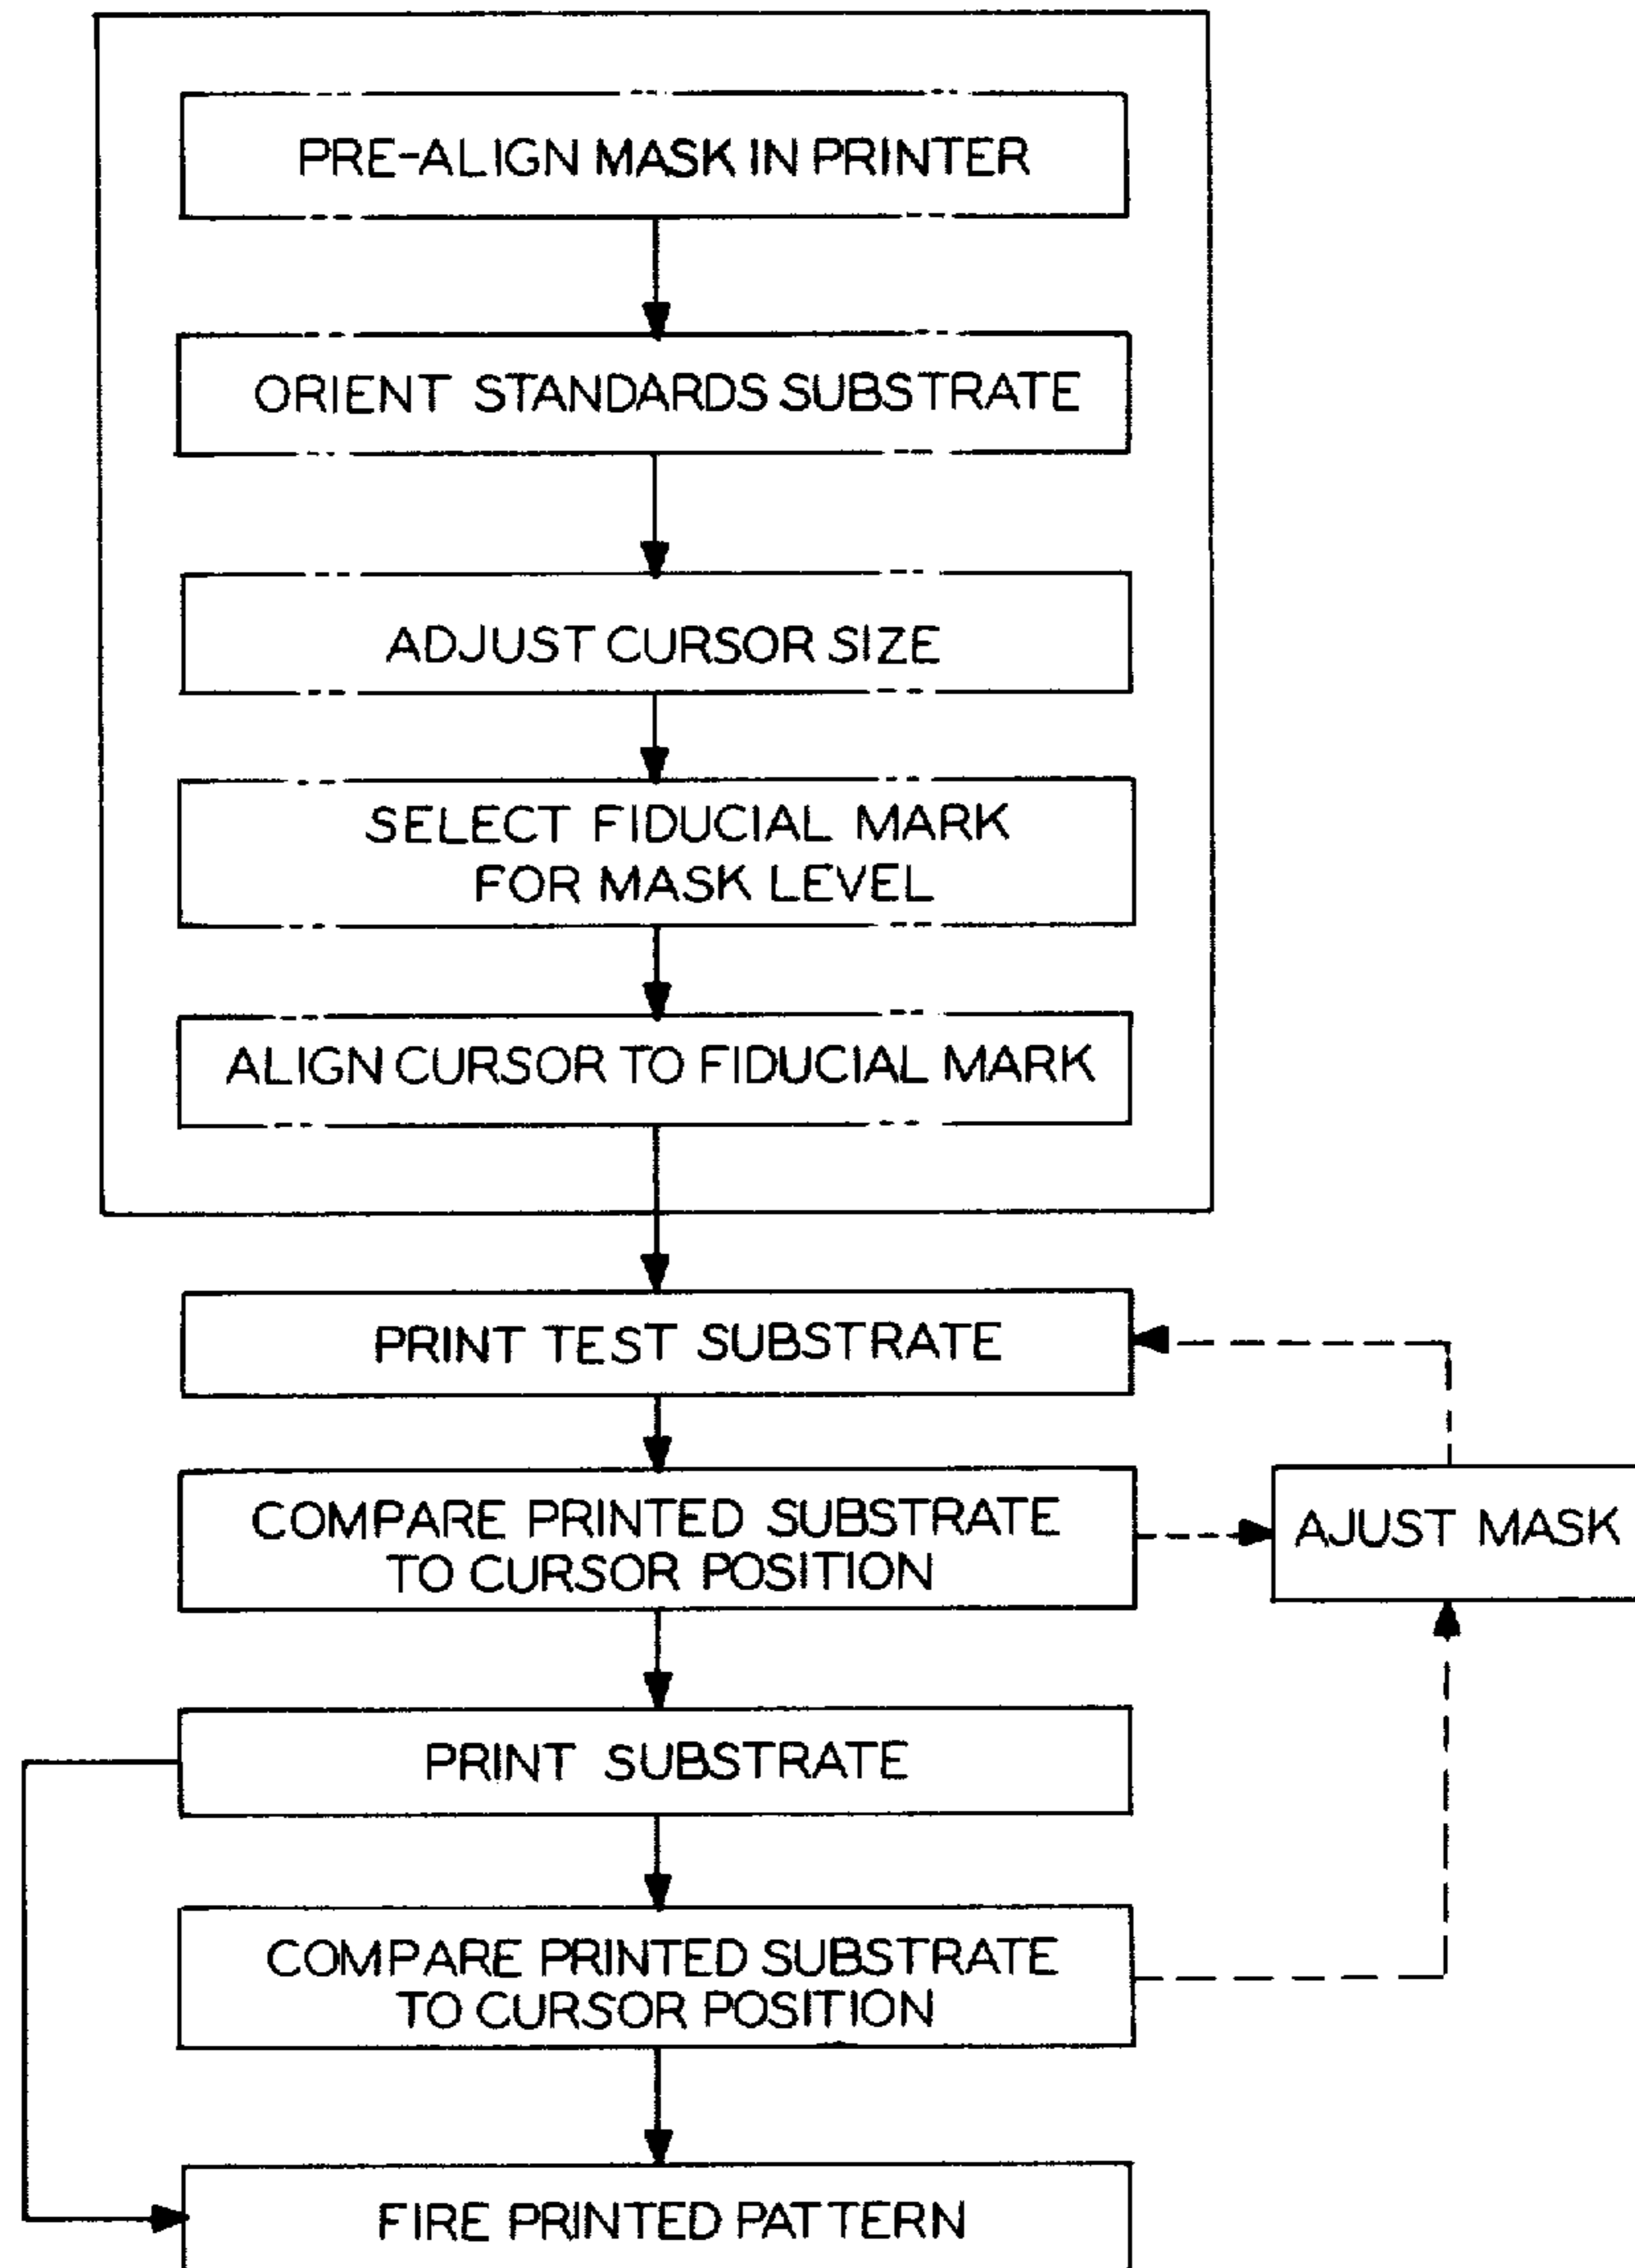 PRE-ALIGN MASK IN PRINTER
ORIENT STANDARDS SUBSTRATE
ADJUST CURSOR SIZE
SELECT FIDUCIAL MARK
FOR MASK LEVEL
ALIGN CURSOR TO FIDUCIAL MARK
PRINT TEST SUBSTRATE
COMPARE PRINTED SUBSTRATE
TO CURSOR POSITION
AJUST MASK
PRINT SUBSTRATE
COMPARE PRINTED SUBSTRATE
TO CURSOR POSITION
FIRE PRINTED PATTERN